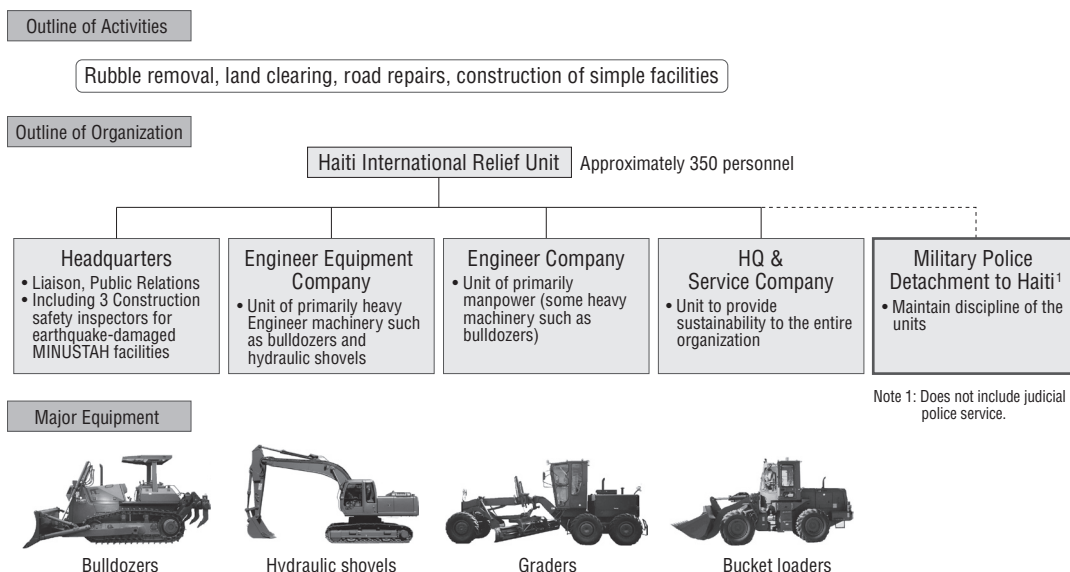 Outline of Activities
Rubble removal, land clearing, road repairs, construction of simple facilities
Outline of Organization
Haiti International Relief Unit Approximately 350 personnel
Headquarters
• Liaison, Public Relations
• Including 3 Construction
safety inspectors for
earthquake-damaged
MINUSTAH facilities
Engineer Equipment
Company
• Unit of primarily heavy
Engineer machinery such
as bulldozers and
hydraulic shovels
Engineer Company
• Unit of primarily
manpower (some heavy
machinery such as
bulldozers)
HQ &
Service Company
• Unit to provide
sustainability to the entire
organization
Military Police
Detachment to Haiti¹
• Maintain discipline of the
units
Note 1: Does not include judicial
police service.
Major Equipment
Bulldozers
Hydraulic shovels
Graders
Bucket loaders